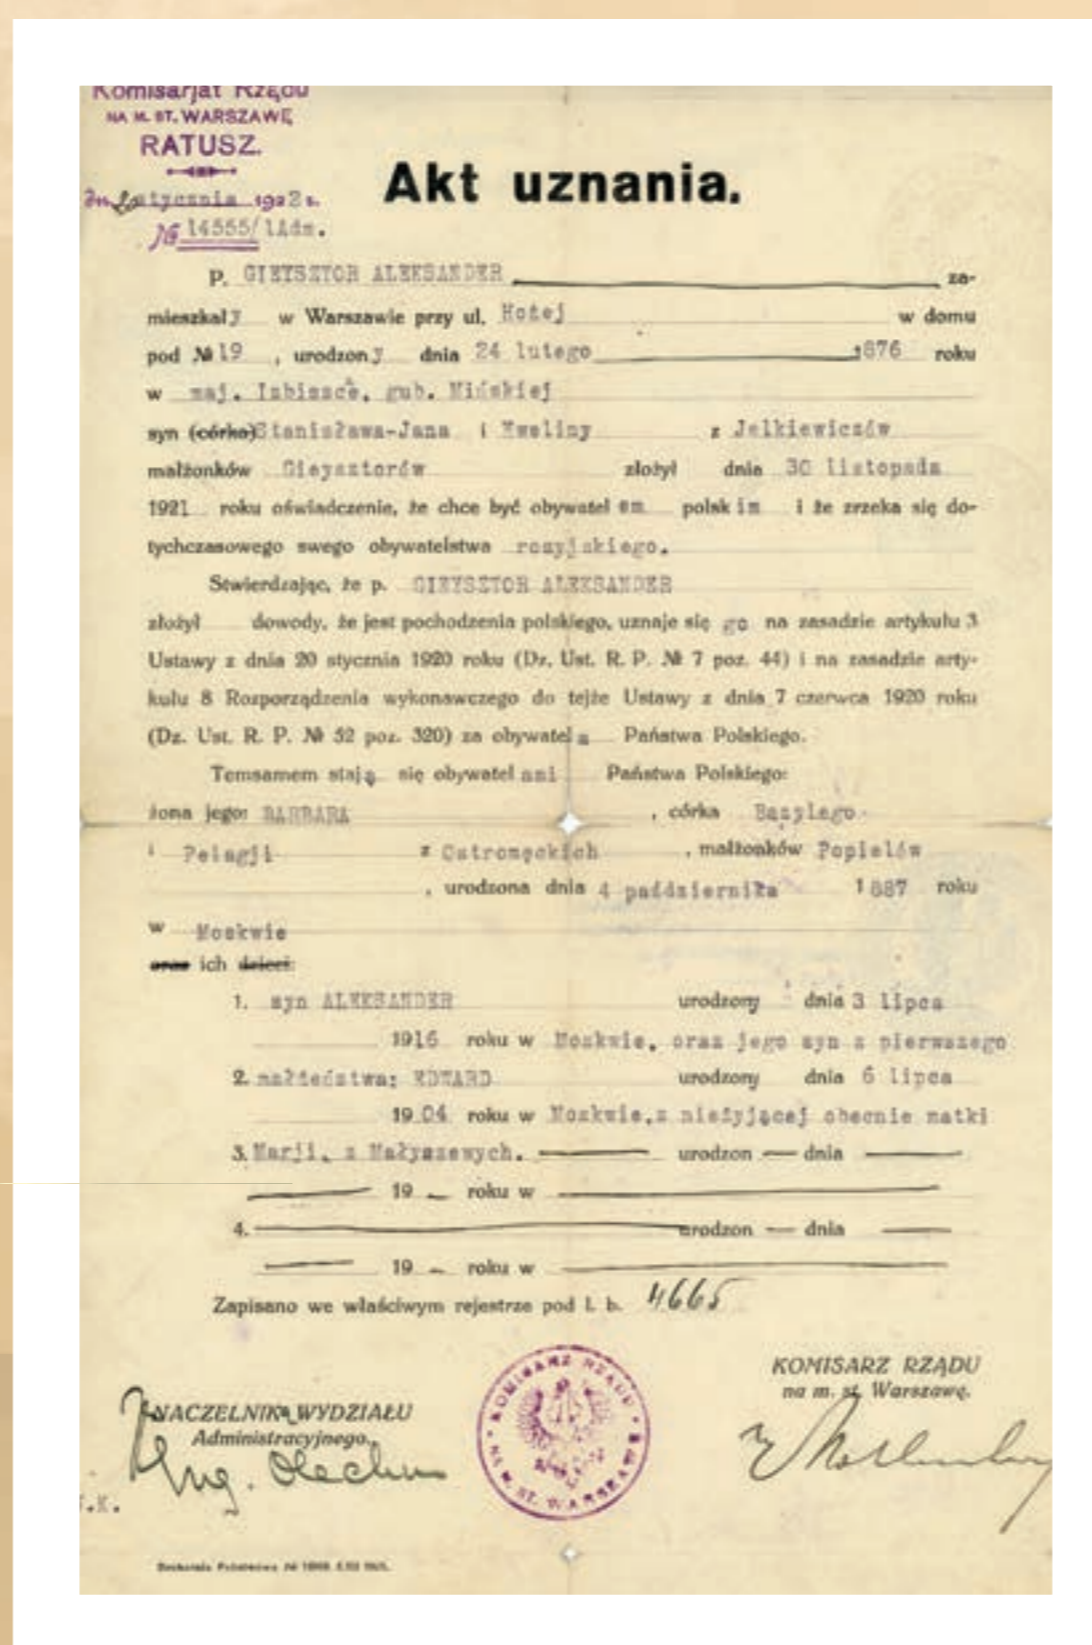 Komisarjat Rządu
NA M. ST. WARSZAWĘ
RATUSZ.
dn. stycznia 1922 r.
№ 14555/1Adm.
Akt uznania.
P. GIEYSZTOR ALEKSANDER za-
mieszkały w Warszawie przy ul. Hożej w domu
pod № 19 , urodzony dnia 24 lutego 1876 roku
w maj. Izbiszce, gub. Mińskiej
syn (córka) Stanisława-Jana i Eweliny z Jelkiewiczów
małżonków Gieysztorów złożył dnia 30 listopada
1921 roku oświadczenie, że chce być obywatelem polskim i że zrzeka się do-
tychczasowego swego obywatelstwa rosyjskiego.
Stwierdzając, że p. GIEYSZTOR ALEKSANDER
złożył dowody, że jest pochodzenia polskiego, uznaje się go na zasadzie artykułu 3
Ustawy z dnia 20 stycznia 1920 roku (Dz. Ust. R. P. № 7 poz. 44) i na zasadzie arty-
kułu 8 Rozporządzenia wykonawczego do tejże Ustawy z dnia 7 czerwca 1920 roku
(Dz. Ust. R. P. № 52 poz. 320) za obywatela Państwa Polskiego.
Temsamem stają się obywatelami Państwa Polskiego:
żona jego: BARBARA , córka Bazylego
i Pelagji z Ostromęckich , małżonków Popielów
, urodzona dnia 4 października 1887 roku
w Moskwie
oraz ich dzieci:
1. syn ALEKSANDER urodzony dnia 3 lipca
1916 roku w Moskwie, oraz jego syn z pierwszego
2. małżeństwa: EDWARD urodzony dnia 6 lipca
1904 roku w Moskwie, z nieżyjącej obecnie matki
3. Marji, z Małyszewych. urodzon dnia
19 roku w
4. urodzon dnia
19 roku w
Zapisano we właściwym rejestrze pod l. b. 4665
KOMISARZ RZĄDU
na m. st. Warszawę.
NACZELNIK WYDZIAŁU
Administracyjnego.
KOMISARZ RZĄDU NA M. ST. WARSZAWĘ
.K.